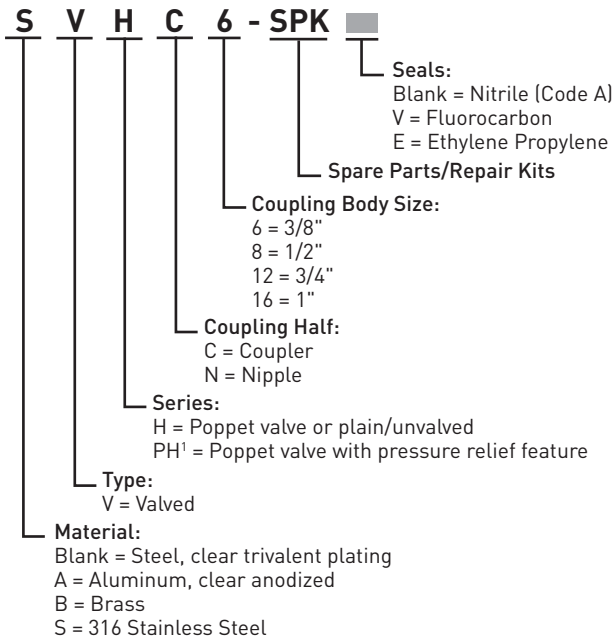 S V H C 6 - SPK
Seals:
Blank = Nitrile (Code A)
V = Fluorocarbon
E = Ethylene Propylene
Spare Parts/Repair Kits
Coupling Body Size:
6 = 3/8"
8 = 1/2"
12 = 3/4"
16 = 1"
Coupling Half:
C = Coupler
N = Nipple
Series:
H = Poppet valve or plain/unvalved
PH¹ = Poppet valve with pressure relief feature
Type:
V = Valved
Material:
Blank = Steel, clear trivalent plating
A = Aluminum, clear anodized
B = Brass
S = 316 Stainless Steel